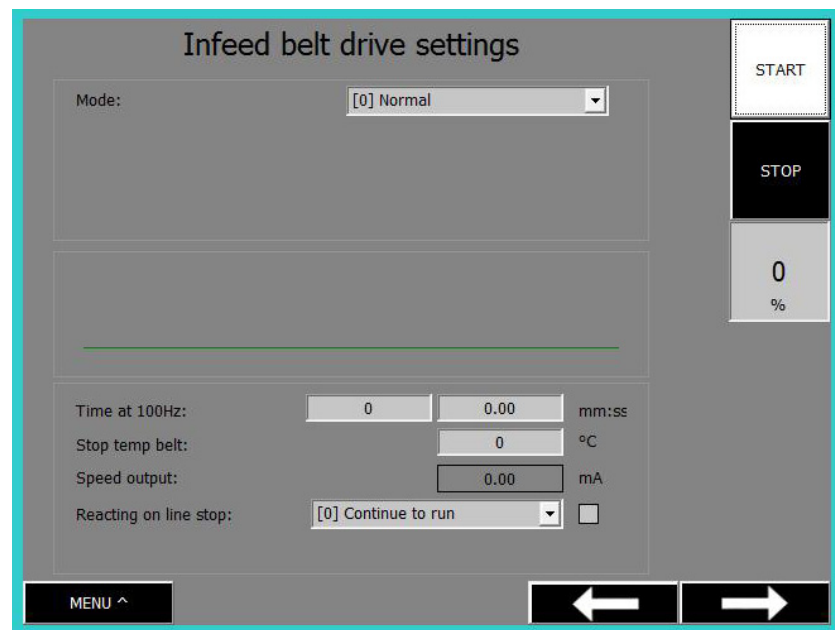 Infeed belt drive settings
START
Mode: [0] Normal
STOP
0
%
Time at 100Hz: 0 0.00 mm:ss
Stop temp belt: 0 °C
Speed output: 0.00 mA
Reacting on line stop: [0] Continue to run
MENU ^